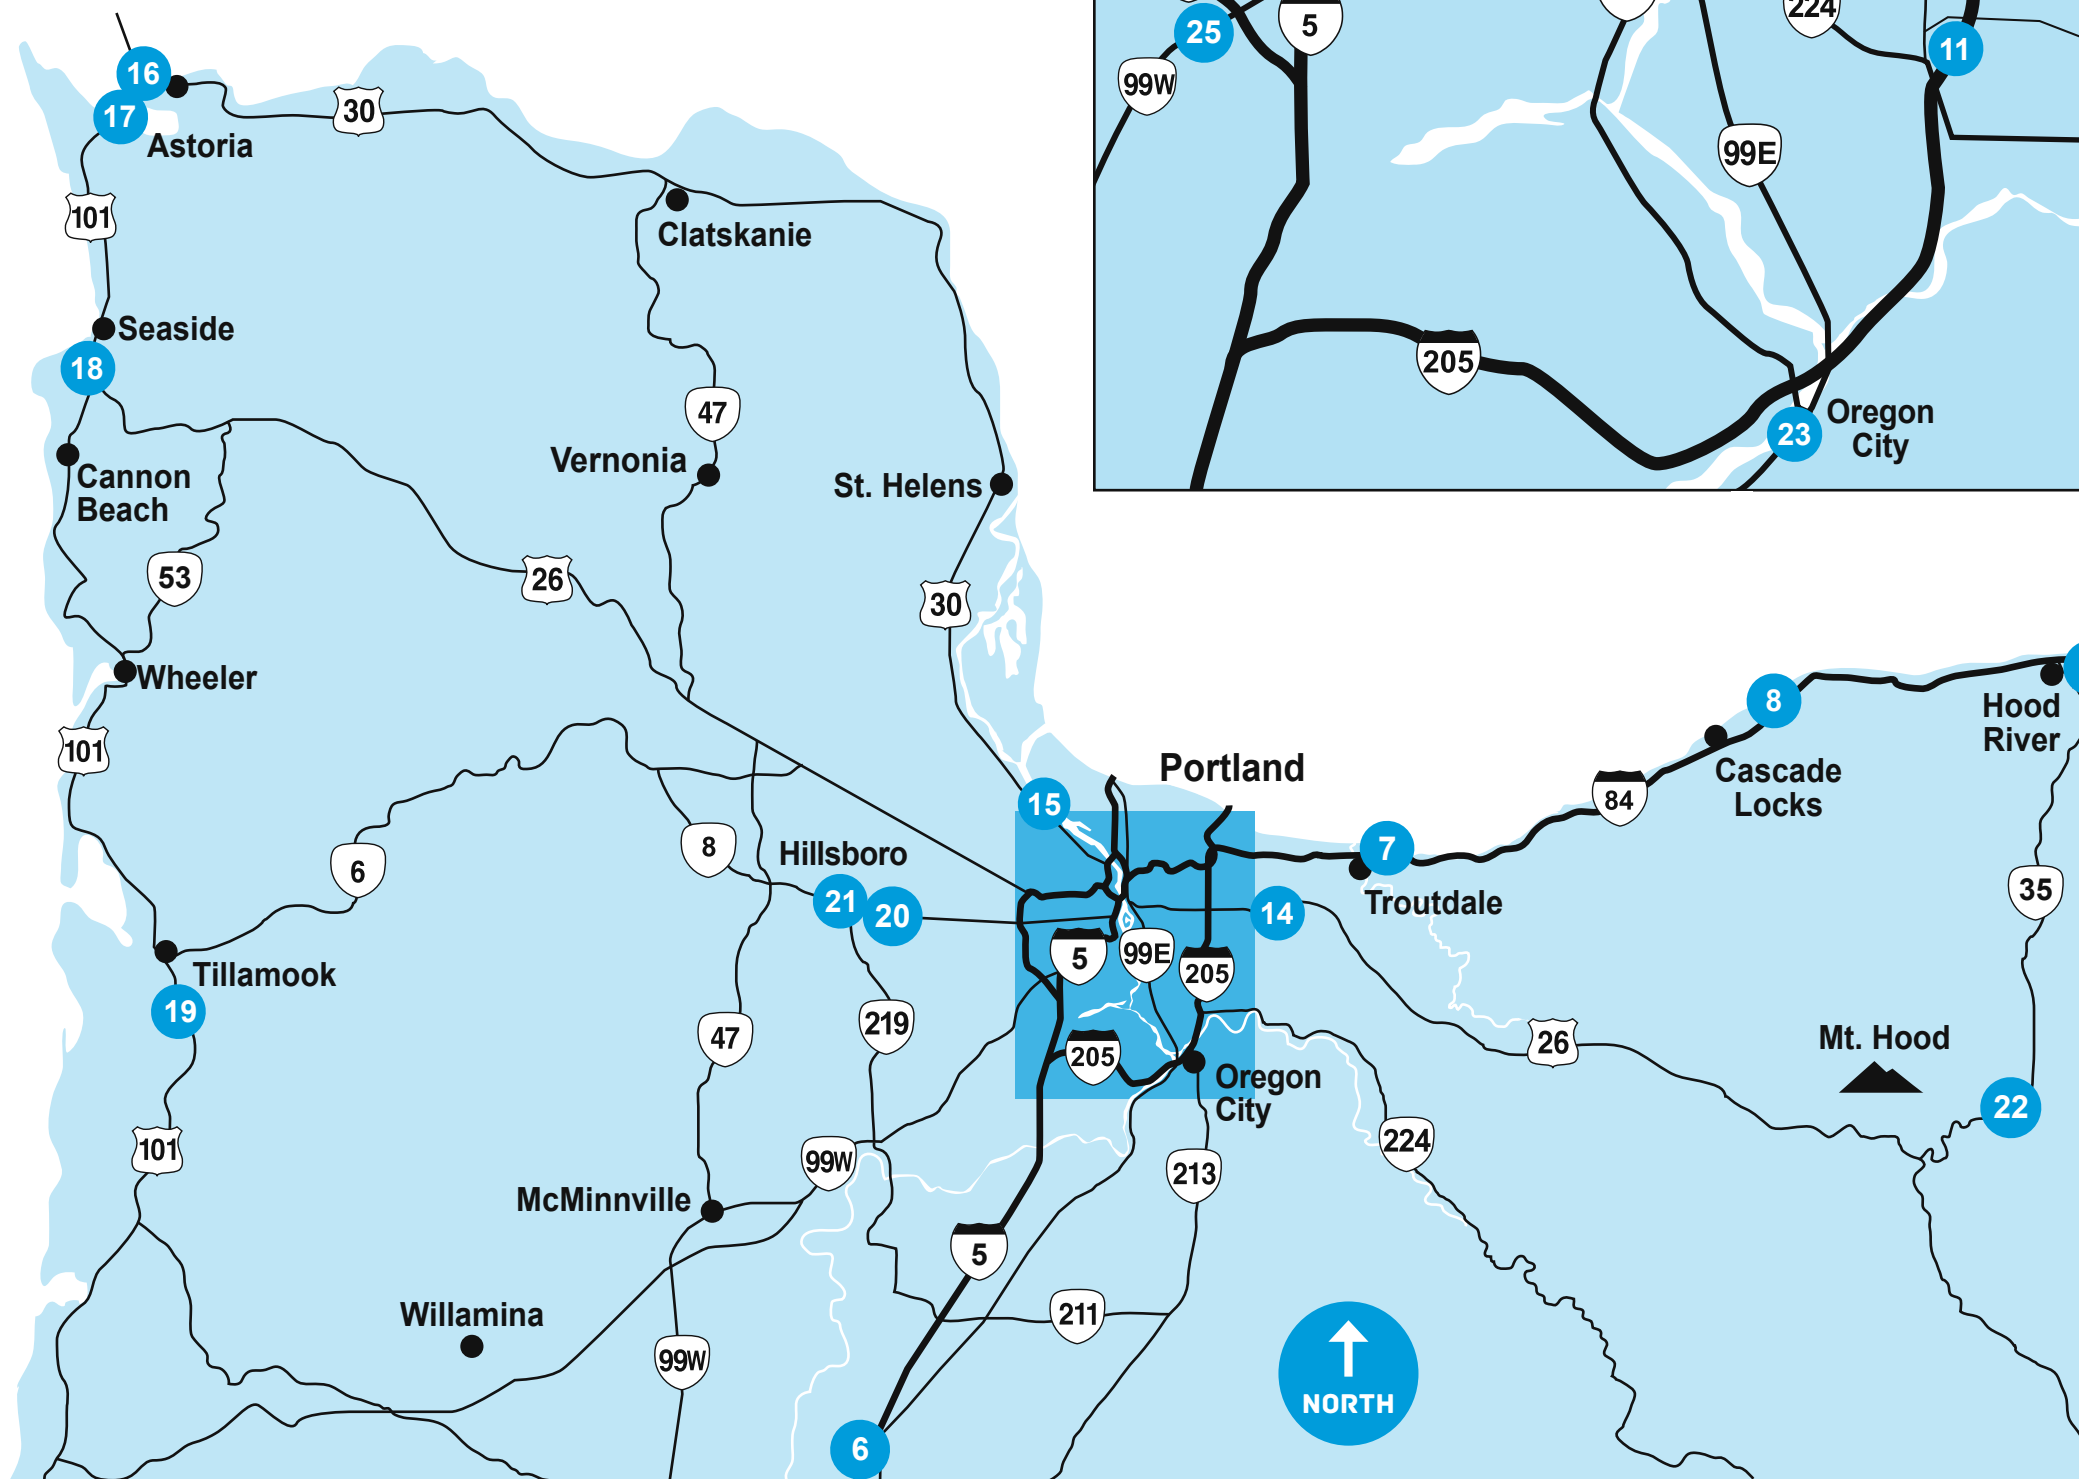 16
17
Astoria
30
101
Clatskanie
Seaside
18
47
Cannon
Beach
Vernonia
St. Helens
53
26
30
Wheeler
101
25
5
224
11
99W
99E
205
Oregon
City
23
8
Hood
River
Cascade
Locks
84
Portland
15
7
Troutdale
35
6
8
Hillsboro
21
20
14
Tillamook
19
5
99E
205
47
219
205
26
Mt. Hood
22
Oregon
City
101
99W
213
224
McMinnville
5
Willamina
211
99W
NORTH
6